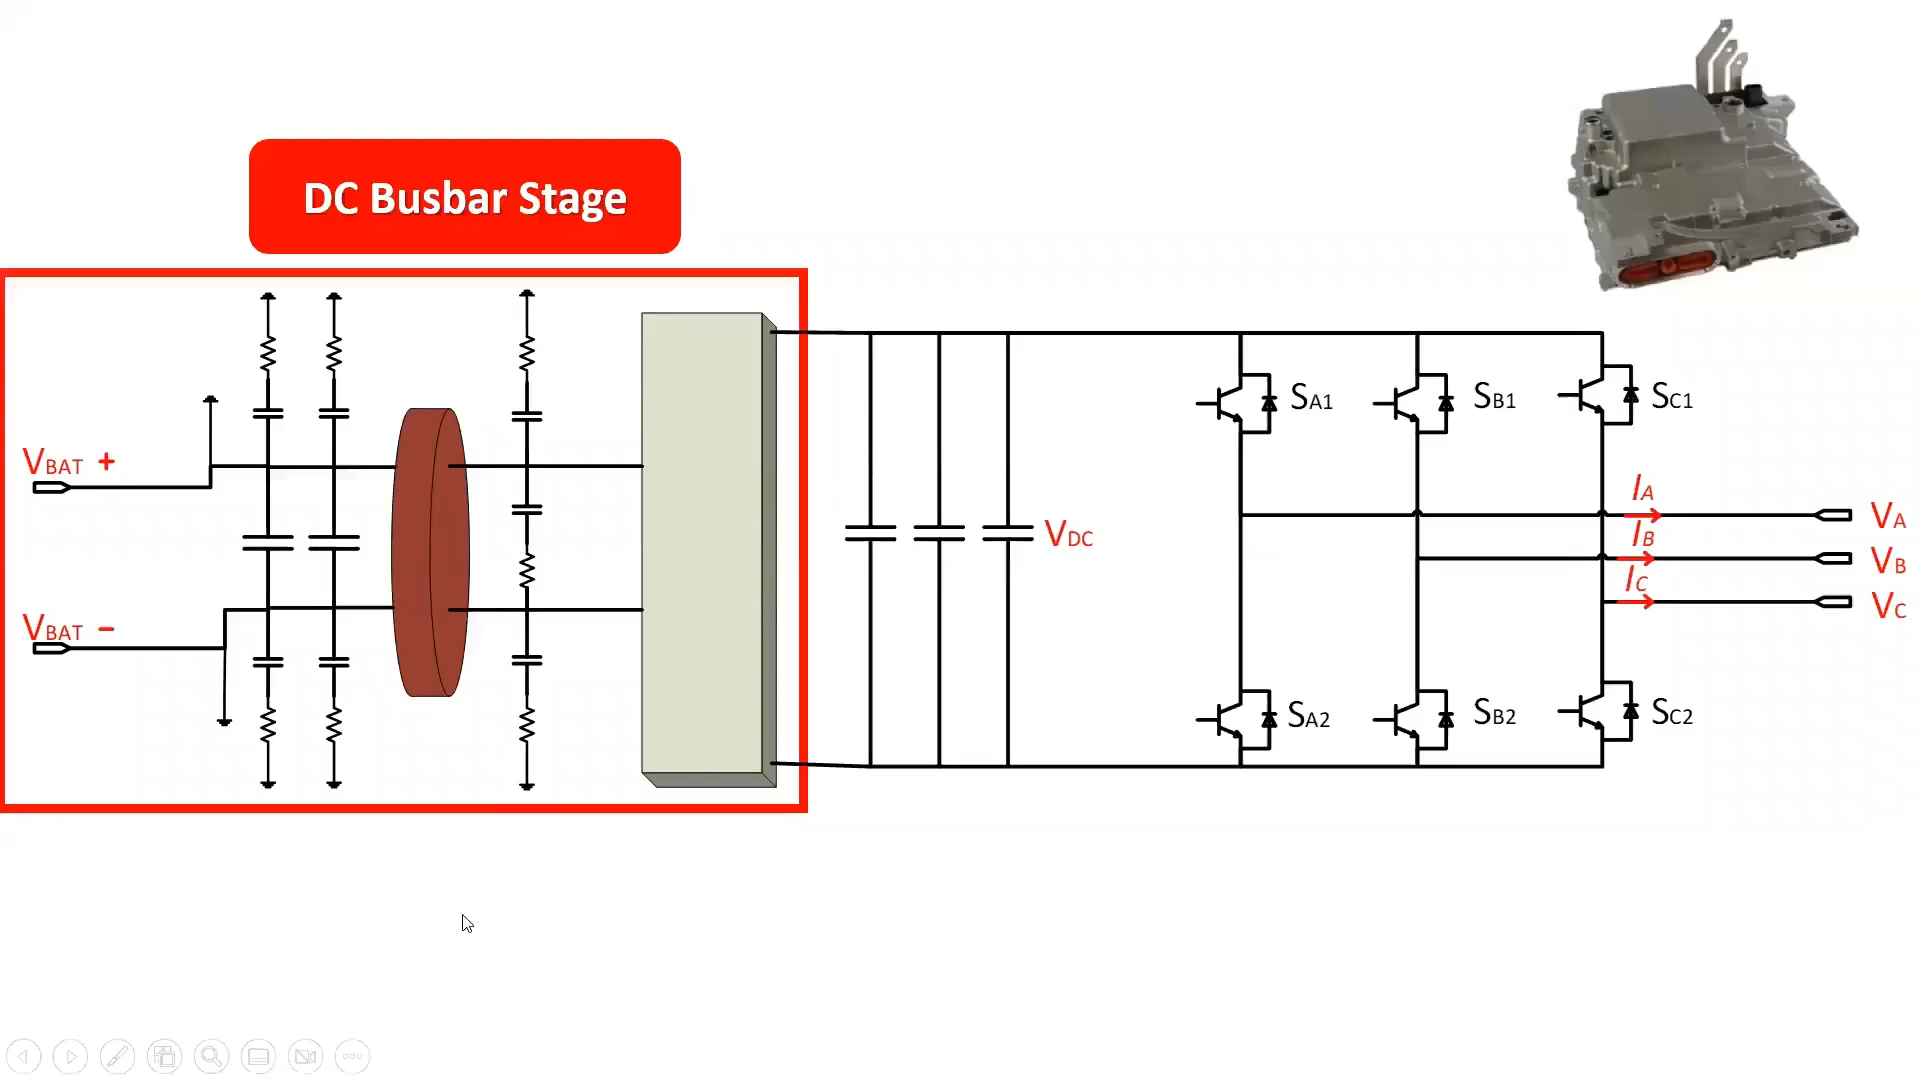 DC Busbar Stage
VBAT +
VBAT −
VDC
SA1
SB1
SC1
IA
IB
IC
VA
VB
VC
SA2
SB2
SC2